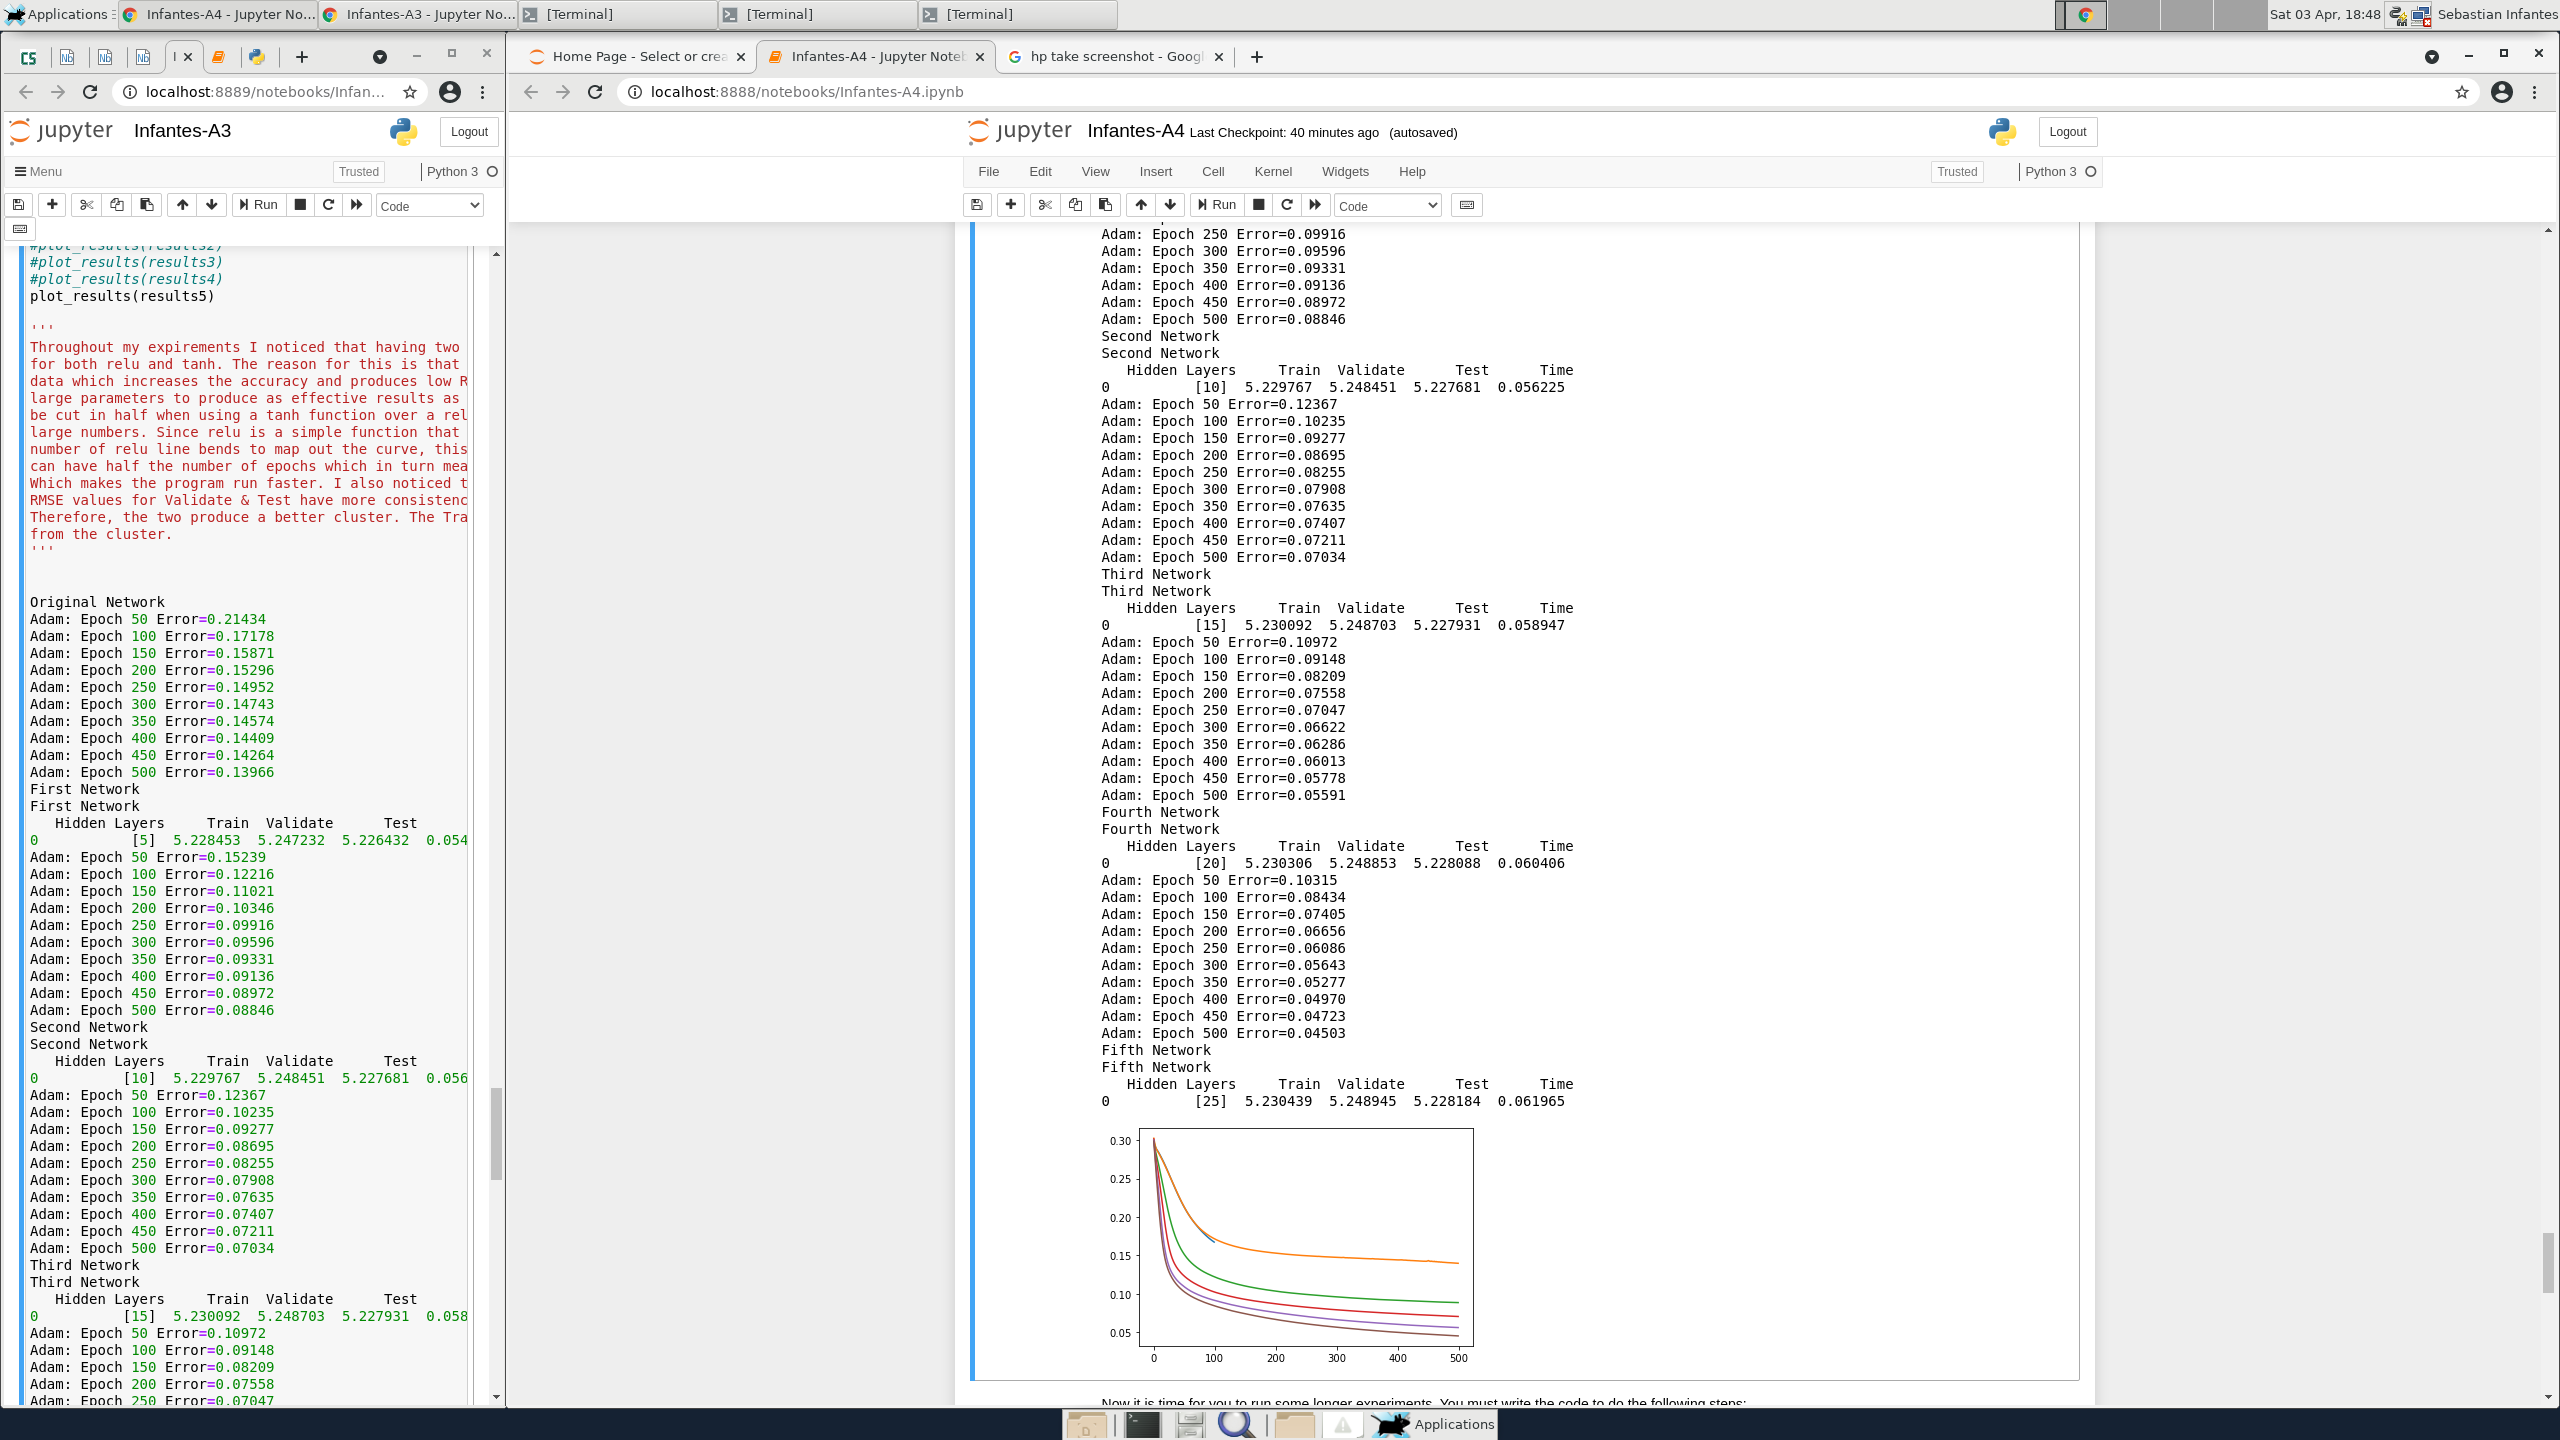 Applications
Infantes-A4 - Jupyter No...
Infantes-A3 - Jupyter No...
[Terminal]
[Terminal]
[Terminal]
Sat 03 Apr, 18:48
Sebastian Infantes
localhost:8889/notebooks/Infan...
jupyter Infantes-A3
Logout
Menu
Trusted
Python 3
Run
Code
#plot_results(results2)
#plot_results(results3)
#plot_results(results4)
plot_results(results5)
'''
Throughout my expirements I noticed that having two
for both relu and tanh. The reason for this is that
data which increases the accuracy and produces low R
large parameters to produce as effective results as
be cut in half when using a tanh function over a rel
large numbers. Since relu is a simple function that
number of relu line bends to map out the curve, this
can have half the number of epochs which in turn mea
Which makes the program run faster. I also noticed t
RMSE values for Validate & Test have more consistenc
Therefore, the two produce a better cluster. The Tra
from the cluster.
'''
Original Network
Adam: Epoch 50 Error=0.21434
Adam: Epoch 100 Error=0.17178
Adam: Epoch 150 Error=0.15871
Adam: Epoch 200 Error=0.15296
Adam: Epoch 250 Error=0.14952
Adam: Epoch 300 Error=0.14743
Adam: Epoch 350 Error=0.14574
Adam: Epoch 400 Error=0.14409
Adam: Epoch 450 Error=0.14264
Adam: Epoch 500 Error=0.13966
First Network
First Network
Hidden Layers Train Validate Test
0 [5] 5.228453 5.247232 5.226432 0.054
Adam: Epoch 50 Error=0.15239
Adam: Epoch 100 Error=0.12216
Adam: Epoch 150 Error=0.11021
Adam: Epoch 200 Error=0.10346
Adam: Epoch 250 Error=0.09916
Adam: Epoch 300 Error=0.09596
Adam: Epoch 350 Error=0.09331
Adam: Epoch 400 Error=0.09136
Adam: Epoch 450 Error=0.08972
Adam: Epoch 500 Error=0.08846
Second Network
Second Network
Hidden Layers Train Validate Test
0 [10] 5.229767 5.248451 5.227681 0.056
Adam: Epoch 50 Error=0.12367
Adam: Epoch 100 Error=0.10235
Adam: Epoch 150 Error=0.09277
Adam: Epoch 200 Error=0.08695
Adam: Epoch 250 Error=0.08255
Adam: Epoch 300 Error=0.07908
Adam: Epoch 350 Error=0.07635
Adam: Epoch 400 Error=0.07407
Adam: Epoch 450 Error=0.07211
Adam: Epoch 500 Error=0.07034
Third Network
Third Network
Hidden Layers Train Validate Test
0 [15] 5.230092 5.248703 5.227931 0.058
Adam: Epoch 50 Error=0.10972
Adam: Epoch 100 Error=0.09148
Adam: Epoch 150 Error=0.08209
Adam: Epoch 200 Error=0.07558
Adam: Epoch 250 Error=0.07047
Home Page - Select or crea
Infantes-A4 - Jupyter Noteb
hp take screenshot - Googl
localhost:8888/notebooks/Infantes-A4.ipynb
jupyter Infantes-A4 Last Checkpoint: 40 minutes ago (autosaved)
Logout
File Edit View Insert Cell Kernel Widgets Help
Trusted
Python 3
Run
Code
Adam: Epoch 250 Error=0.09916
Adam: Epoch 300 Error=0.09596
Adam: Epoch 350 Error=0.09331
Adam: Epoch 400 Error=0.09136
Adam: Epoch 450 Error=0.08972
Adam: Epoch 500 Error=0.08846
Second Network
Second Network
Hidden Layers Train Validate Test Time
0 [10] 5.229767 5.248451 5.227681 0.056225
Adam: Epoch 50 Error=0.12367
Adam: Epoch 100 Error=0.10235
Adam: Epoch 150 Error=0.09277
Adam: Epoch 200 Error=0.08695
Adam: Epoch 250 Error=0.08255
Adam: Epoch 300 Error=0.07908
Adam: Epoch 350 Error=0.07635
Adam: Epoch 400 Error=0.07407
Adam: Epoch 450 Error=0.07211
Adam: Epoch 500 Error=0.07034
Third Network
Third Network
Hidden Layers Train Validate Test Time
0 [15] 5.230092 5.248703 5.227931 0.058947
Adam: Epoch 50 Error=0.10972
Adam: Epoch 100 Error=0.09148
Adam: Epoch 150 Error=0.08209
Adam: Epoch 200 Error=0.07558
Adam: Epoch 250 Error=0.07047
Adam: Epoch 300 Error=0.06622
Adam: Epoch 350 Error=0.06286
Adam: Epoch 400 Error=0.06013
Adam: Epoch 450 Error=0.05778
Adam: Epoch 500 Error=0.05591
Fourth Network
Fourth Network
Hidden Layers Train Validate Test Time
0 [20] 5.230306 5.248853 5.228088 0.060406
Adam: Epoch 50 Error=0.10315
Adam: Epoch 100 Error=0.08434
Adam: Epoch 150 Error=0.07405
Adam: Epoch 200 Error=0.06656
Adam: Epoch 250 Error=0.06086
Adam: Epoch 300 Error=0.05643
Adam: Epoch 350 Error=0.05277
Adam: Epoch 400 Error=0.04970
Adam: Epoch 450 Error=0.04723
Adam: Epoch 500 Error=0.04503
Fifth Network
Fifth Network
Hidden Layers Train Validate Test Time
0 [25] 5.230439 5.248945 5.228184 0.061965
0.30
0.25
0.20
0.15
0.10
0.05
0 100 200 300 400 500
Now it is time for you to run some longer experiments. You must write the code to do the following steps:
Applications